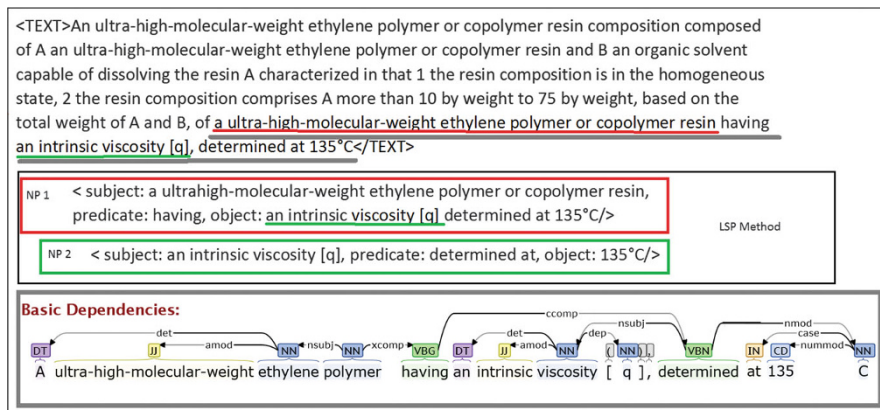 <TEXT>An ultra-high-molecular-weight ethylene polymer or copolymer resin composition composed
of A an ultra-high-molecular-weight ethylene polymer or copolymer resin and B an organic solvent
capable of dissolving the resin A characterized in that 1 the resin composition is in the homogeneous
state, 2 the resin composition comprises A more than 10 by weight to 75 by weight, based on the
total weight of A and B, of a ultra-high-molecular-weight ethylene polymer or copolymer resin having
an intrinsic viscosity [q], determined at 135°C</TEXT>
NP 1 < subject: a ultrahigh-molecular-weight ethylene polymer or copolymer resin,
predicate: having, object: an intrinsic viscosity [q] determined at 135°C/>
LSP Method
NP 2 < subject: an intrinsic viscosity [q], predicate: determined at, object: 135°C/>
Basic Dependencies:
ccomp
nsubj nmod
det det dep case
amod nsubj xcomp amod nummod
DT JJ NN NN VBG DT JJ NN ( NN ) , VBN IN CD NN
A ultra-high-molecular-weight ethylene polymer having an intrinsic viscosity [ q ] , determined at 135 C